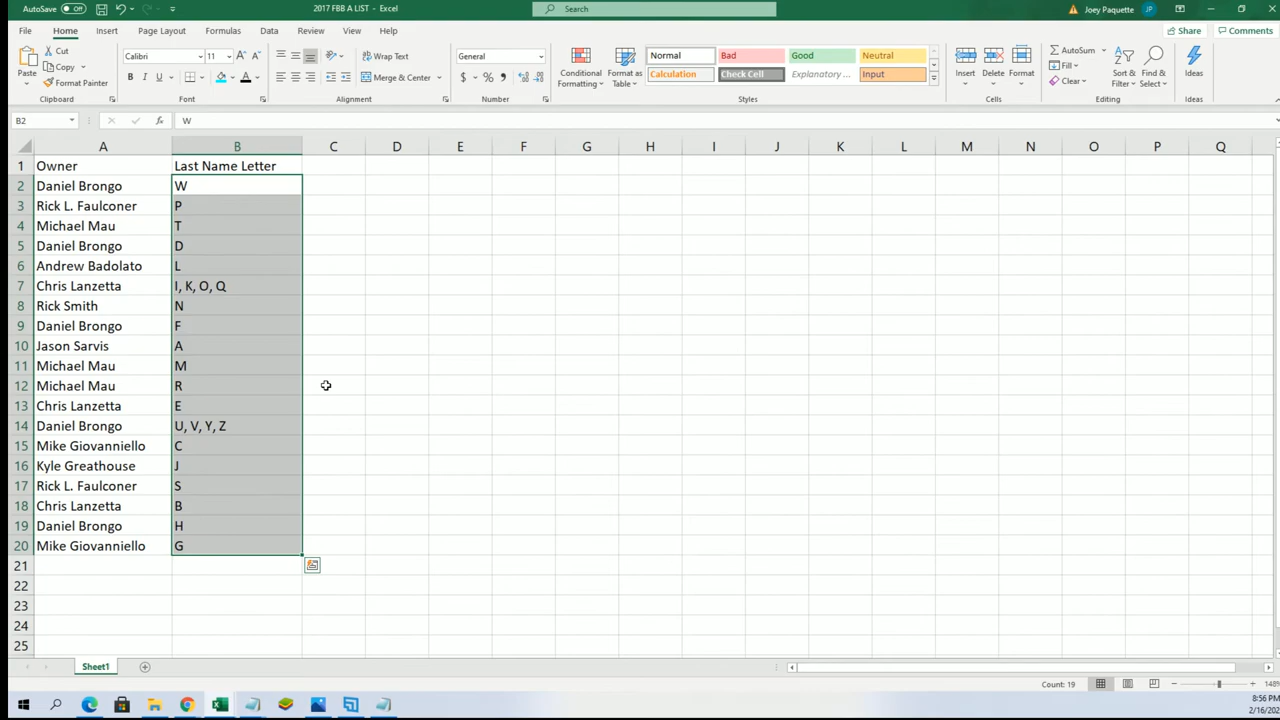 AutoSave Off 2017 FBB A LIST - Excel Search Joey Paquette JP
File Home Insert Page Layout Formulas Data Review View Help Share Comments
Paste Cut Copy Format Painter Clipboard
Calibri 11 A A B I U A Font
ab Wrap Text Merge & Center Alignment
General $ % , Number
Conditional Formatting Format as Table
Normal Bad Good Neutral
Calculation Check Cell Explanatory ... Input
Styles
Insert Delete Format Cells
AutoSum Fill Clear Sort & Filter Find & Select Editing
Ideas Ideas
B2 fx W
A B C D E F G H I J K L M N O P Q
1 Owner Last Name Letter
2 Daniel Brongo W
3 Rick L. Faulconer P
4 Michael Mau T
5 Daniel Brongo D
6 Andrew Badolato L
7 Chris Lanzetta I, K, O, Q
8 Rick Smith N
9 Daniel Brongo F
10 Jason Sarvis A
11 Michael Mau M
12 Michael Mau R
13 Chris Lanzetta E
14 Daniel Brongo U, V, Y, Z
15 Mike Giovanniello C
16 Kyle Greathouse J
17 Rick L. Faulconer S
18 Chris Lanzetta B
19 Daniel Brongo H
20 Mike Giovanniello G
21
22
23
24
25
Sheet1
Count: 19 148%
8:56 PM
2/16/202